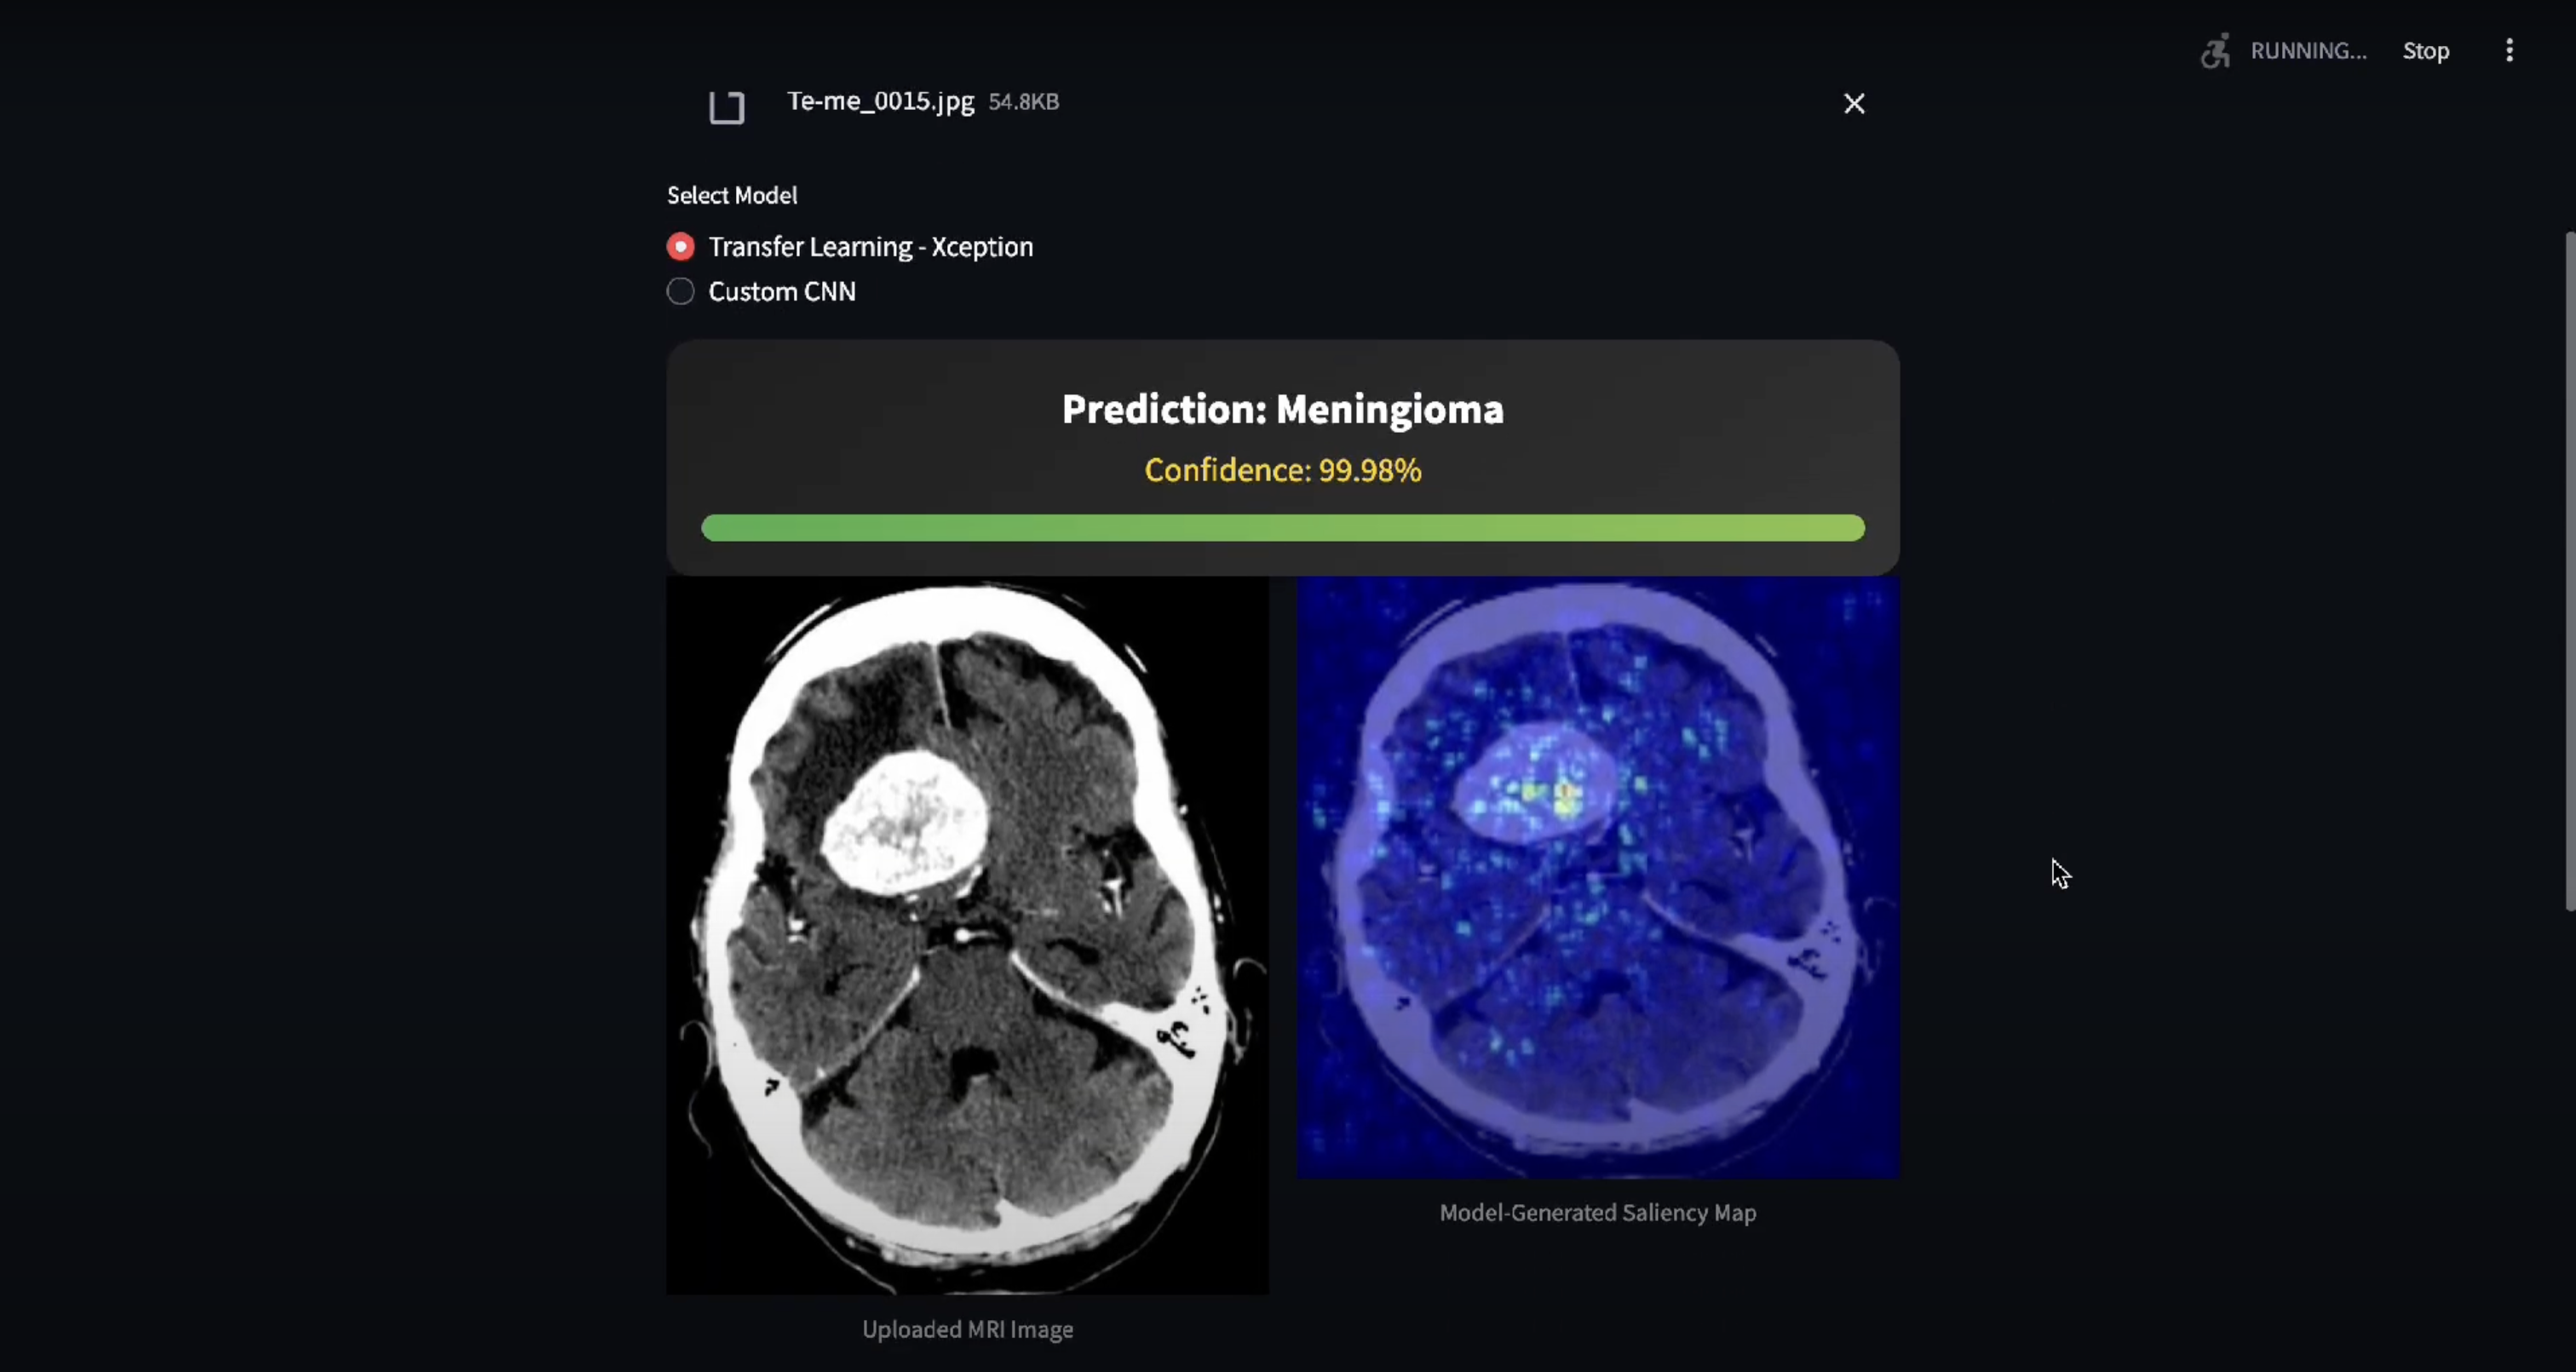 RUNNING... Stop
Te-me_0015.jpg 54.8KB
Select Model
Transfer Learning - Xception
Custom CNN
Prediction: Meningioma
Confidence: 99.98%
Model-Generated Saliency Map
Uploaded MRI Image